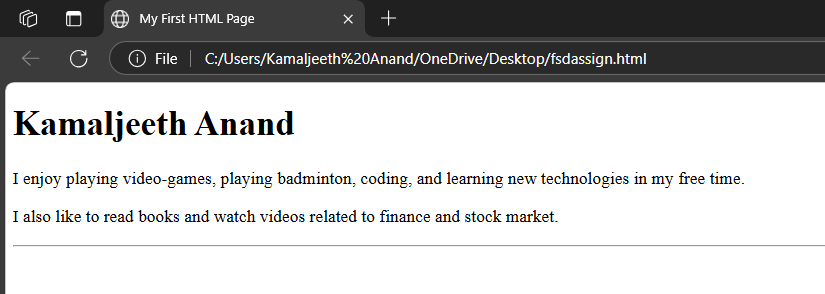 My First HTML Page
File
C:/Users/Kamaljeeth%20Anand/OneDrive/Desktop/fsdassign.html
Kamaljeeth Anand
I enjoy playing video-games, playing badminton, coding, and learning new technologies in my free time.
I also like to read books and watch videos related to finance and stock market.